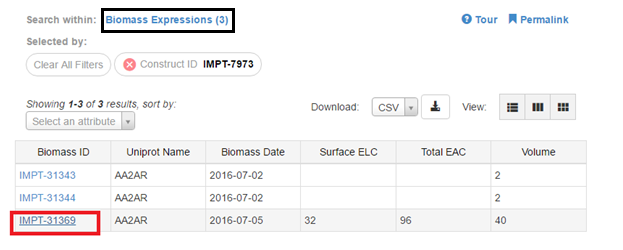 Search within: Biomass Expressions (3) Tour Permalink
Selected by:
Clear All Filters Construct ID IMPT-7973
Showing 1-3 of 3 results, sort by: Download: CSV View:
Select an attribute
Biomass ID Uniprot Name Biomass Date Surface ELC Total EAC Volume
IMPT-31343 AA2AR 2016-07-02 2
IMPT-31344 AA2AR 2016-07-02 2
IMPT-31369 AA2AR 2016-07-05 32 96 40